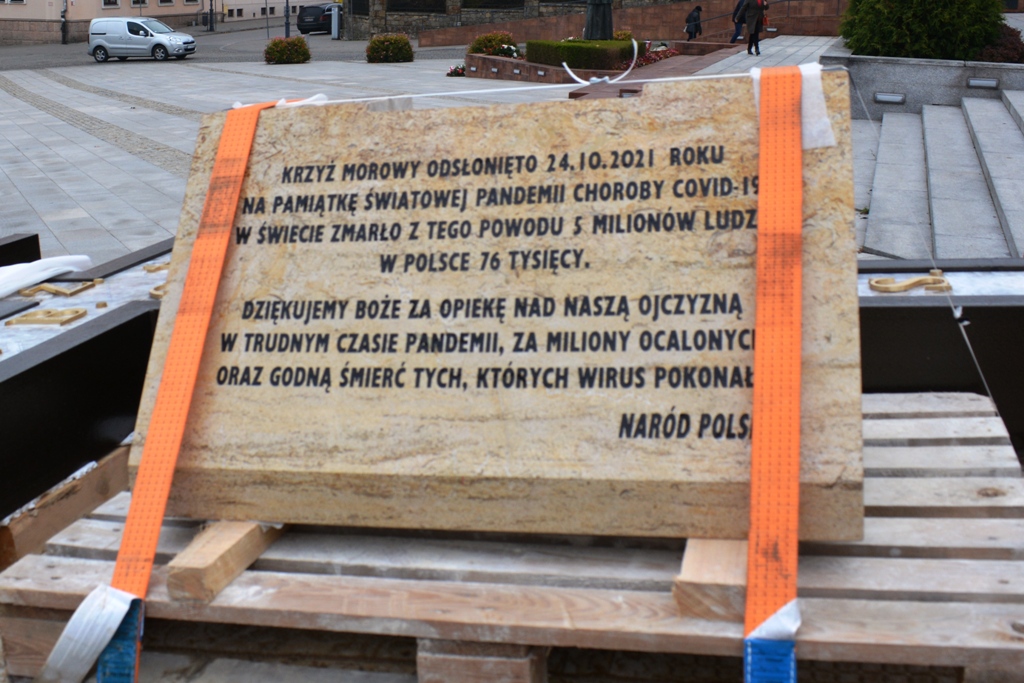 KRZYŻ MOROWY ODSŁONIĘTO 24.10.2021 ROKU
NA PAMIĄTKĘ ŚWIATOWEJ PANDEMII CHOROBY COVID-19
W ŚWIECIE ZMARŁO Z TEGO POWODU 5 MILIONÓW LUDZ
W POLSCE 76 TYSIĘCY.
DZIĘKUJEMY BOŻE ZA OPIEKĘ NAD NASZĄ OJCZYZNĄ
W TRUDNYM CZASIE PANDEMII, ZA MILIONY OCALONYC
ORAZ GODNĄ ŚMIERĆ TYCH, KTÓRYCH WIRUS POKONAŁ
NARÓD POLS